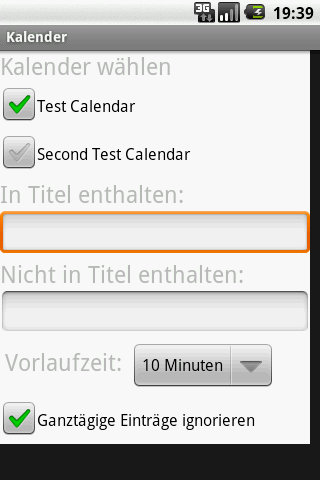 3G 19:39
Kalender
Kalender wählen
Test Calendar
Second Test Calendar
In Titel enthalten:
Nicht in Titel enthalten:
Vorlaufzeit: 10 Minuten
Ganztägige Einträge ignorieren